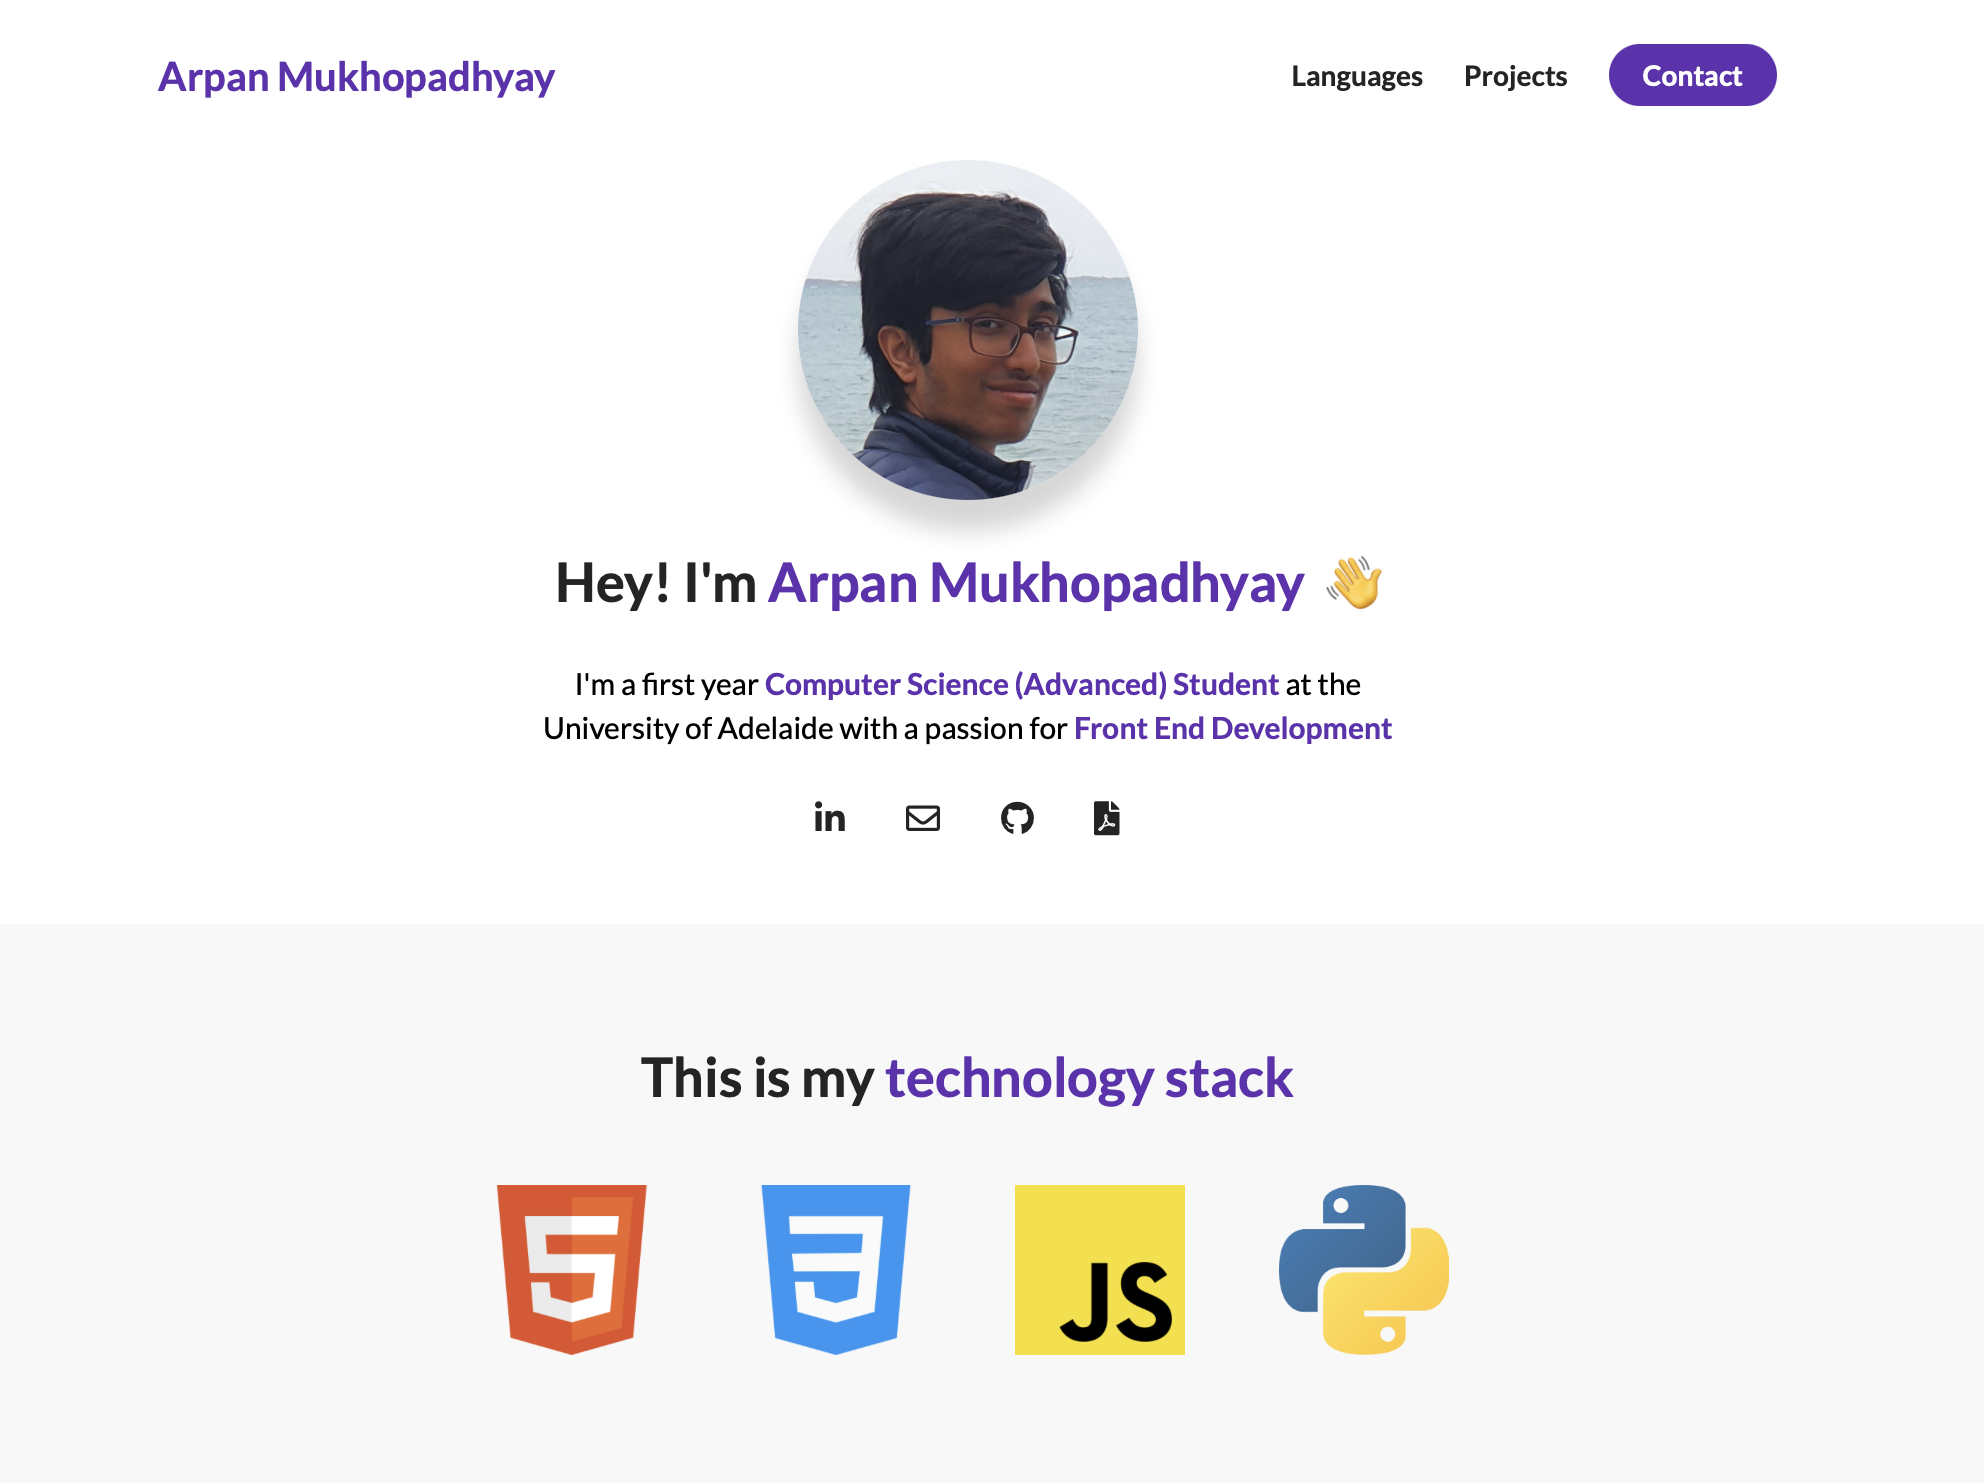 Arpan Mukhopadhyay
Languages
Projects
Contact
Hey! I'm Arpan Mukhopadhyay 👋
I'm a first year Computer Science (Advanced) Student at the
University of Adelaide with a passion for Front End Development
in
This is my technology stack
5
3
JS